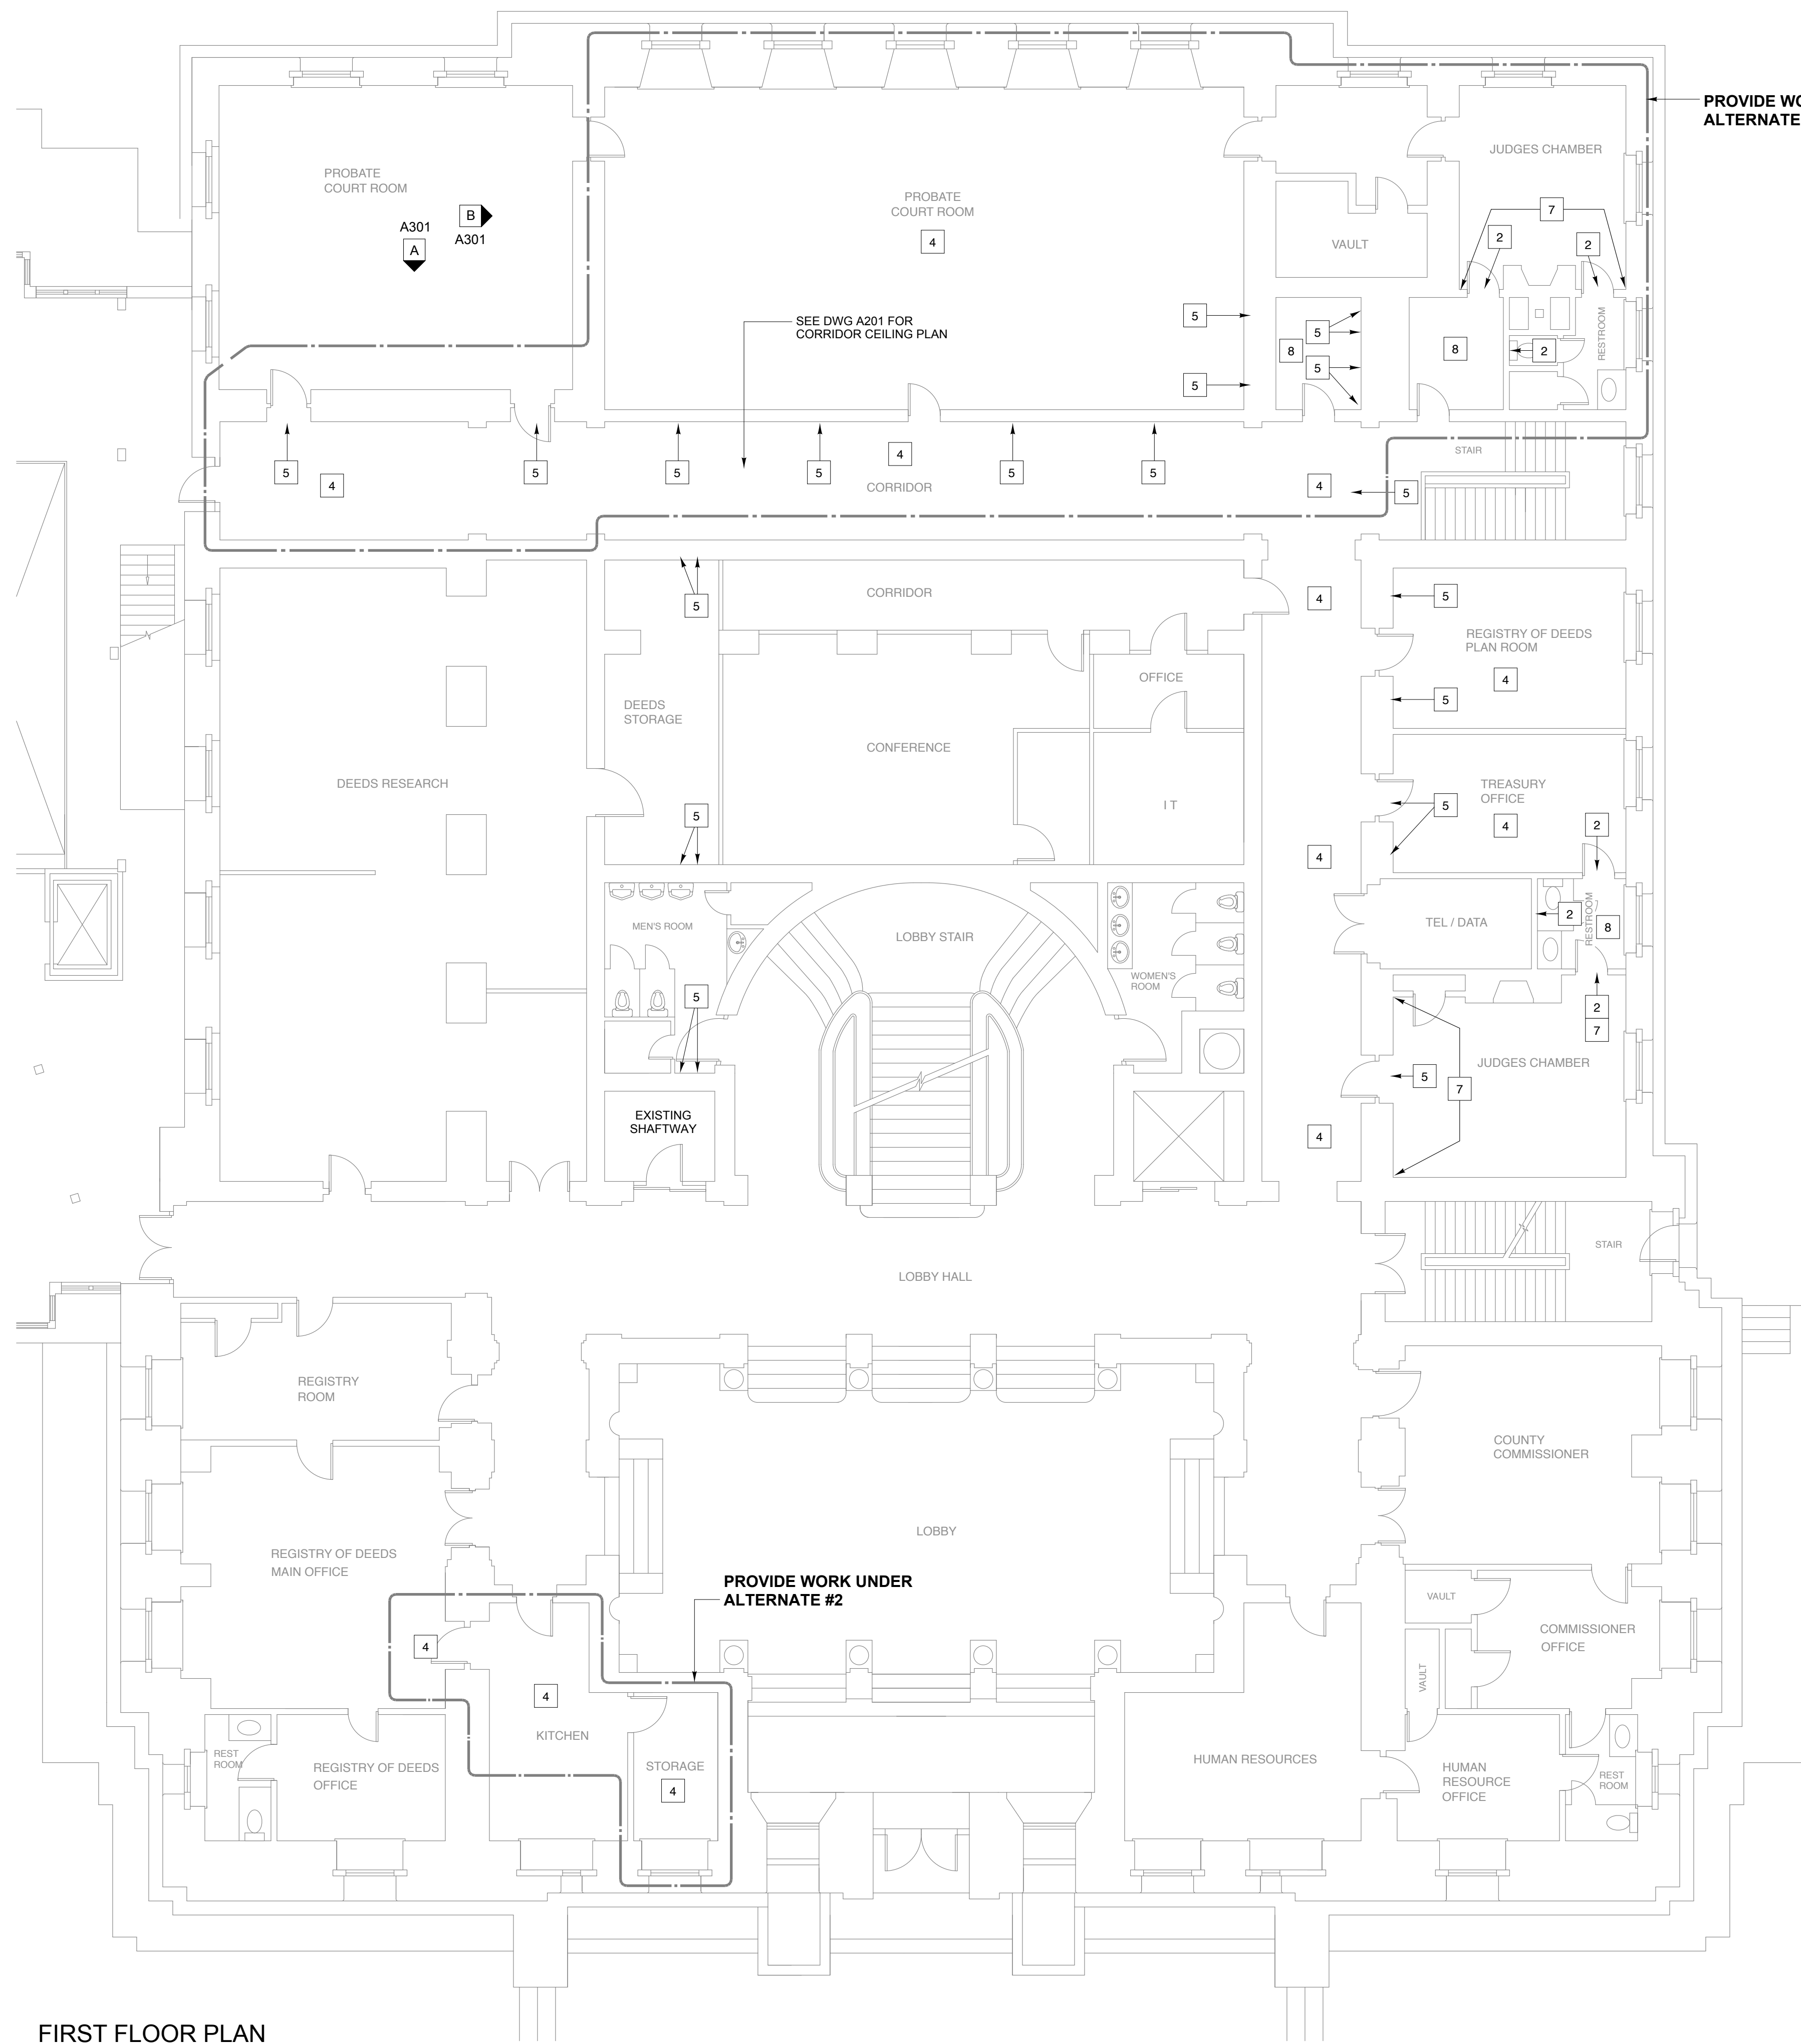 PROVIDE WO
ALTERNATE
JUDGES CHAMBER
PROBATE
COURT ROOM
B
A301
A301
A
PROBATE
COURT ROOM
4
VAULT
7
2
2
SEE DWG A201 FOR
CORRIDOR CEILING PLAN
5
5
5
5
8
8
2
RESTROOM
5
5
5
5
5
5
4
4
CORRIDOR
4
5
STAIR
5
CORRIDOR
4
5
REGISTRY OF DEEDS
PLAN ROOM
4
5
OFFICE
DEEDS
STORAGE
CONFERENCE
DEEDS RESEARCH
I T
TREASURY
OFFICE
5
4
2
5
4
MEN'S ROOM
LOBBY STAIR
TEL / DATA
2
RESTROOM
8
WOMEN'S
ROOM
5
2
7
JUDGES CHAMBER
5
7
EXISTING
SHAFTWAY
4
STAIR
LOBBY HALL
REGISTRY
ROOM
COUNTY
COMMISSIONER
LOBBY
REGISTRY OF DEEDS
MAIN OFFICE
PROVIDE WORK UNDER
ALTERNATE #2
VAULT
COMMISSIONER
OFFICE
4
VAULT
4
KITCHEN
REST
ROOM
REGISTRY OF DEEDS
OFFICE
STORAGE
4
HUMAN RESOURCES
HUMAN
RESOURCE
OFFICE
REST
ROOM
FIRST FLOOR PLAN